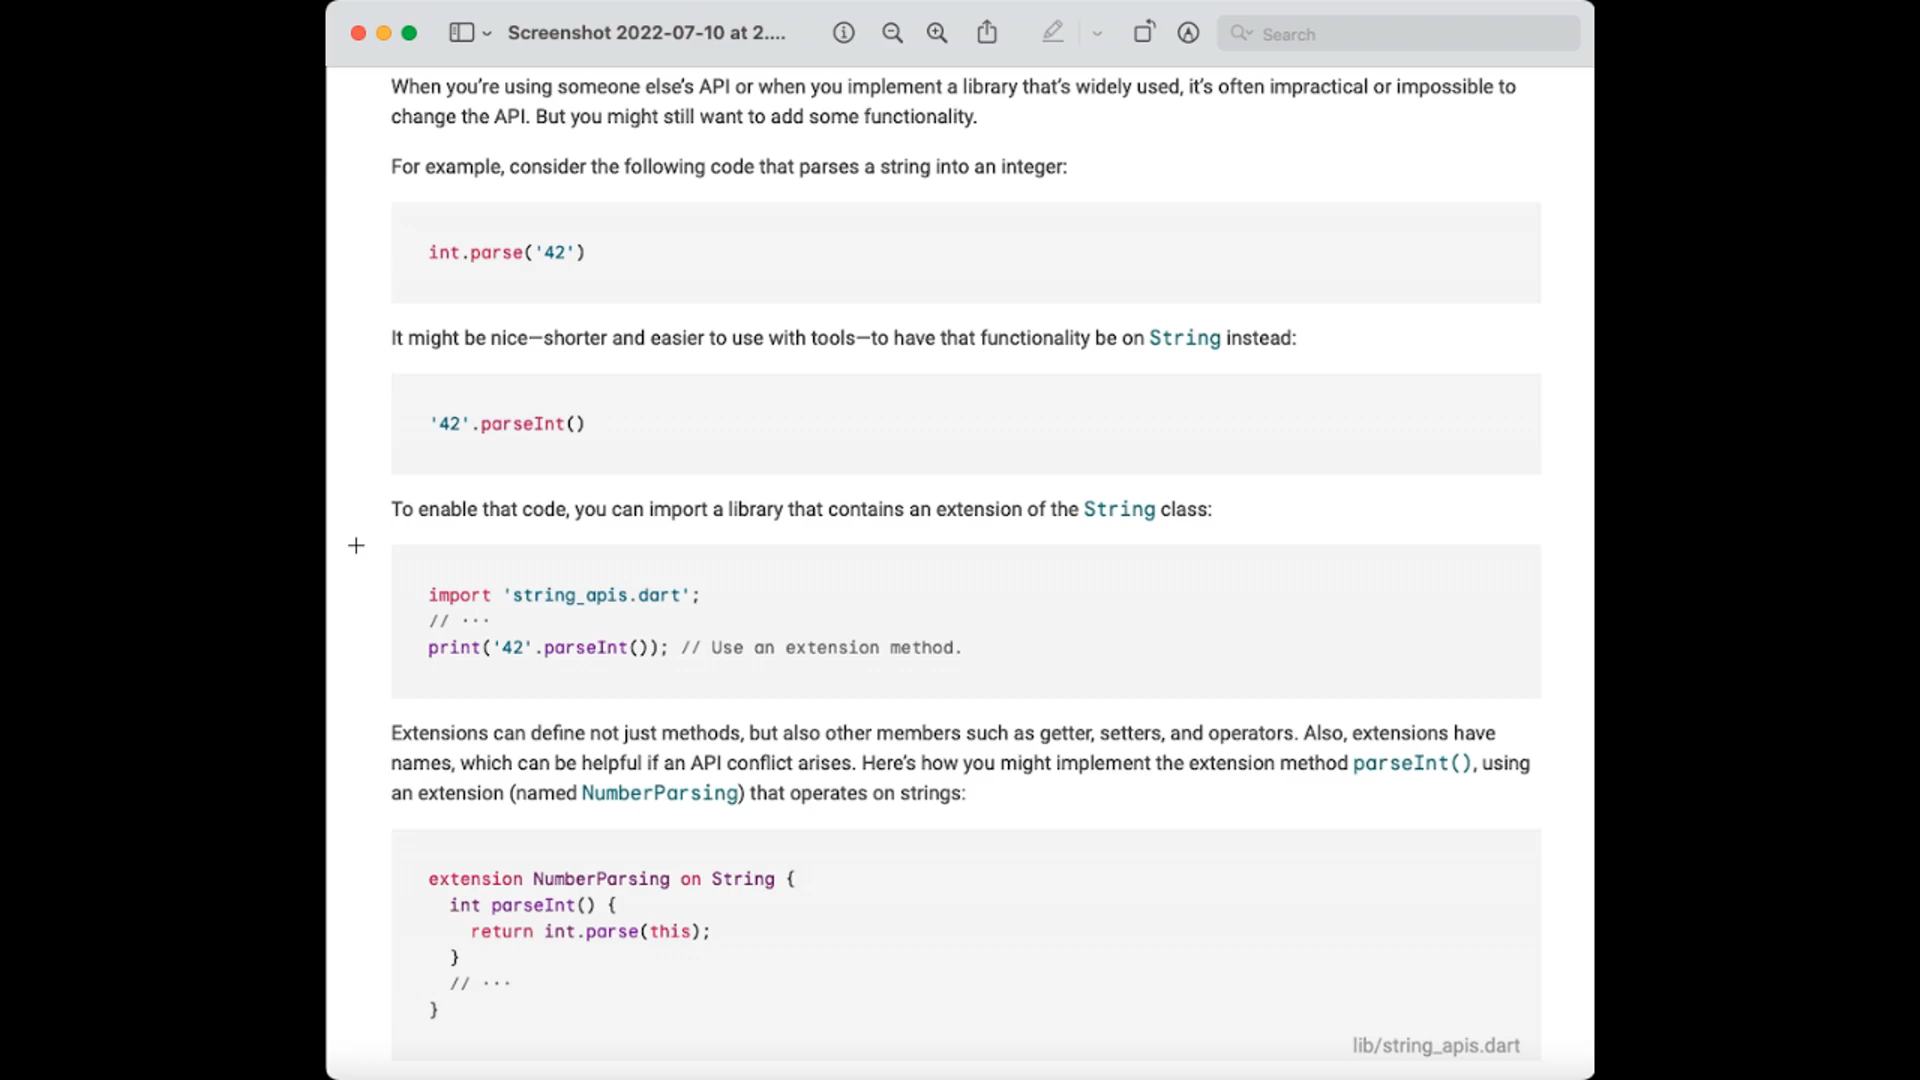 Screenshot 2022-07-10 at 2....
Search
When you're using someone else's API or when you implement a library that's widely used, it's often impractical or impossible to
change the API. But you might still want to add some functionality.
For example, consider the following code that parses a string into an integer:
int.parse('42')
It might be nice—shorter and easier to use with tools—to have that functionality be on String instead:
'42'.parseInt()
To enable that code, you can import a library that contains an extension of the String class:
import 'string_apis.dart';
// ···
print('42'.parseInt()); // Use an extension method.
Extensions can define not just methods, but also other members such as getter, setters, and operators. Also, extensions have
names, which can be helpful if an API conflict arises. Here's how you might implement the extension method parseInt(), using
an extension (named NumberParsing) that operates on strings:
extension NumberParsing on String {
  int parseInt() {
    return int.parse(this);
  }
  // ···
}
lib/string_apis.dart